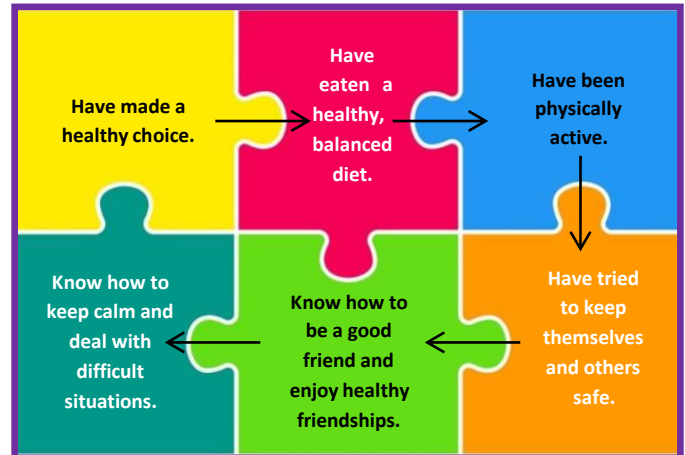 Have made a
healthy choice.
Have
eaten a
healthy,
balanced
diet.
Have been
physically
active.
Have tried
to keep
themselves
and others
safe.
Know how to
be a good
friend and
enjoy healthy
friendships.
Know how to
keep calm and
deal with
difficult
situations.